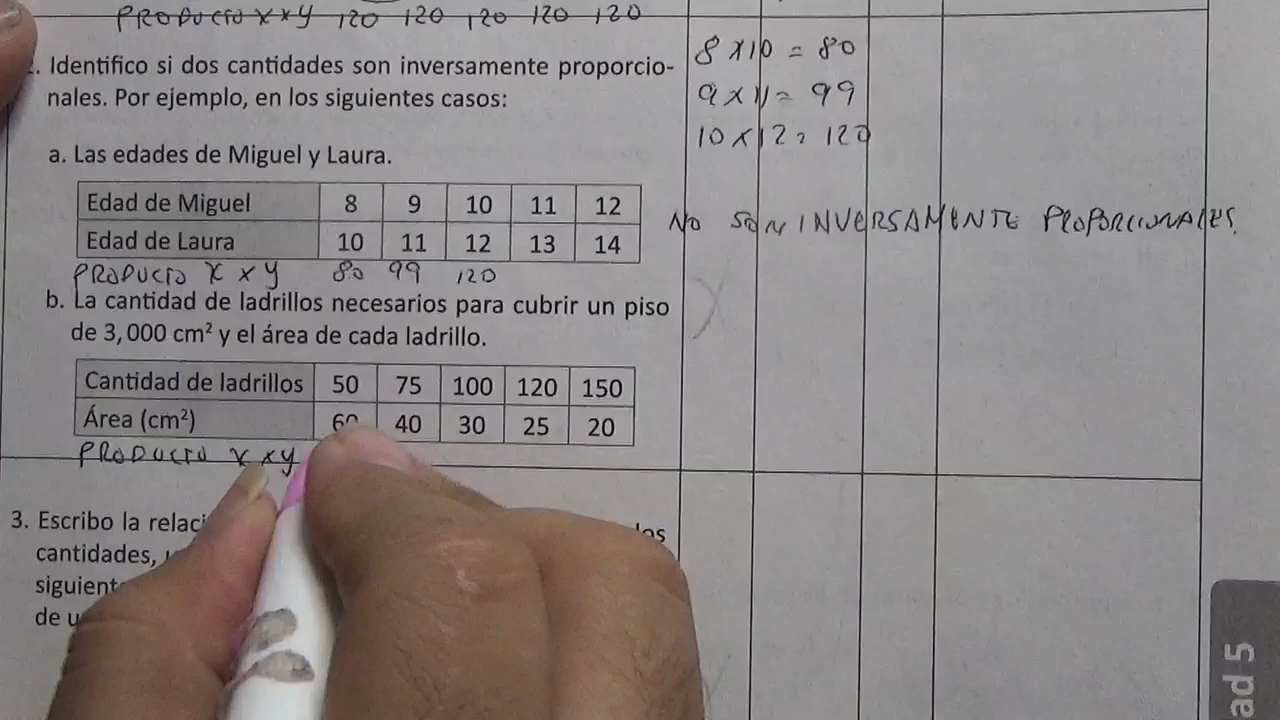 PRODUCTO X x Y 120 120 120 120 120
2. Identifico si dos cantidades son inversamente proporcio-
nales. Por ejemplo, en los siguientes casos:
8 x 10 = 80
9 x 11 = 99
10 x 12 = 120
a. Las edades de Miguel y Laura.
Edad de Miguel 8 9 10 11 12
Edad de Laura 10 11 12 13 14
PRODUCTO X x Y 80 99 120
NO SON INVERSAMENTE PROPORCIONALES.
b. La cantidad de ladrillos necesarios para cubrir un piso
de 3,000 cm² y el área de cada ladrillo.
Cantidad de ladrillos 50 75 100 120 150
Área (cm²) 60 40 30 25 20
PRODUCTO X x Y
3. Escribo la
cantidades,
de
ad 5